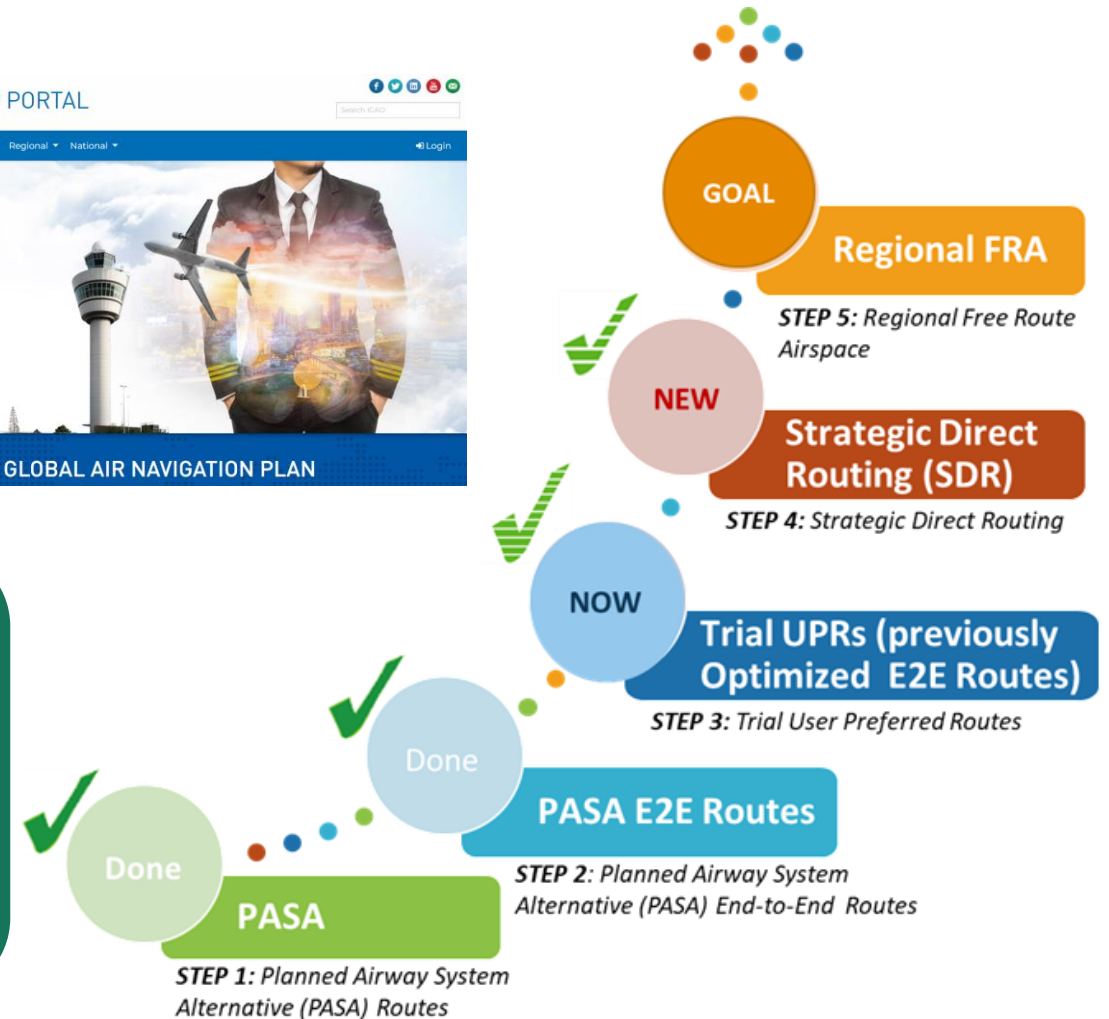 PORTAL
Search ICAO
Regional
National
Login
GLOBAL AIR NAVIGATION PLAN
GOAL
Regional FRA
STEP 5: Regional Free Route
Airspace
NEW
Strategic Direct
Routing (SDR)
STEP 4: Strategic Direct Routing
NOW
Trial UPRs (previously
Optimized E2E Routes)
STEP 3: Trial User Preferred Routes
Done
PASA E2E Routes
STEP 2: Planned Airway System
Alternative (PASA) End-to-End Routes
Done
PASA
STEP 1: Planned Airway System
Alternative (PASA) Routes